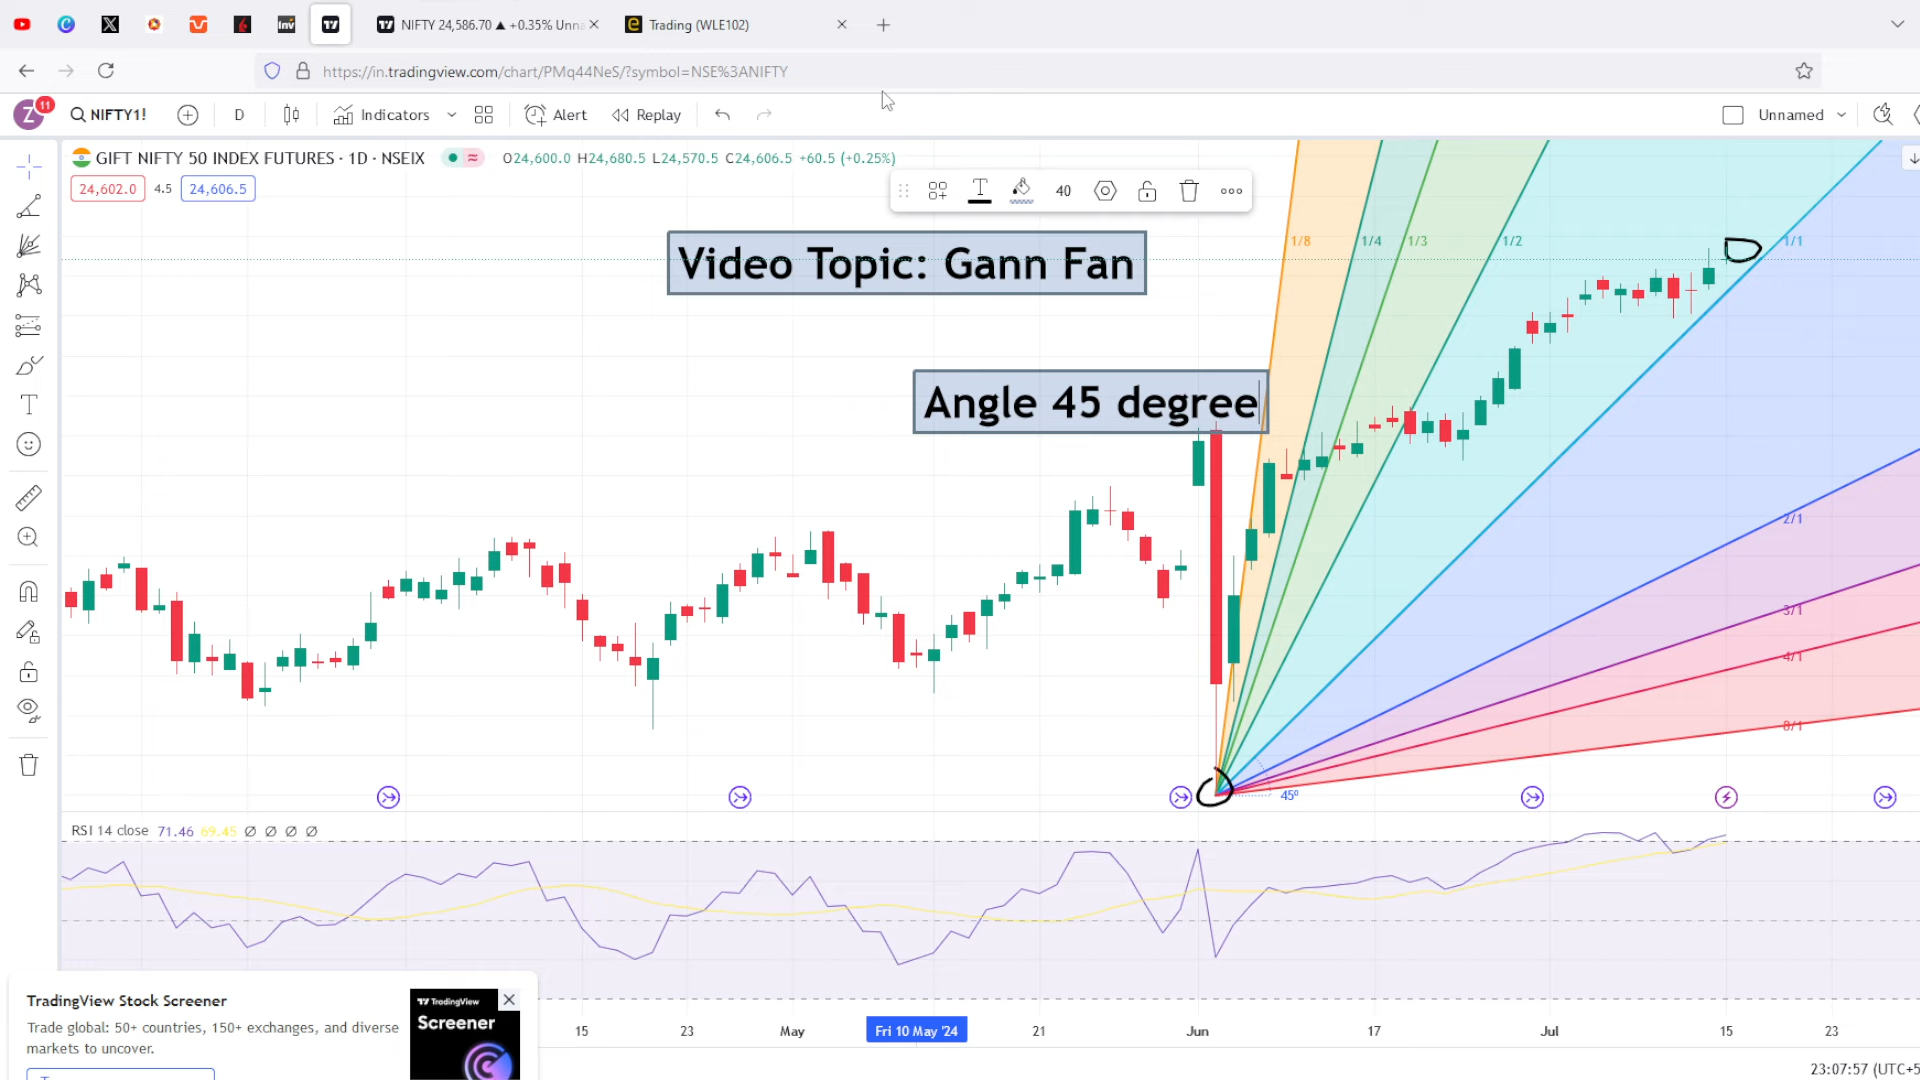 NIFTY 24,586.70 ▲ +0.35% Unna
Trading (WLE102)
https://in.tradingview.com/chart/PMq44NeS/?symbol=NSE%3ANIFTY
Z 11 NIFTY1! D Indicators Alert Replay Unnamed
GIFT NIFTY 50 INDEX FUTURES · 1D · NSEIX O24,600.0 H24,680.5 L24,570.5 C24,606.5 +60.5 (+0.25%)
24,602.0 4.5 24,606.5
40
Video Topic: Gann Fan
1/8 1/4 1/3 1/2 1/1
Angle 45 degree
2/1
3/1
4/1
8/1
45º
RSI 14 close 71.46 69.45 Ø Ø Ø Ø
TradingView Stock Screener
Trade global: 50+ countries, 150+ exchanges, and diverse
markets to uncover.
TradingView
Screener
15 23 May Fri 10 May '24 21 Jun 17 Jul 15 23
23:07:57 (UTC+5